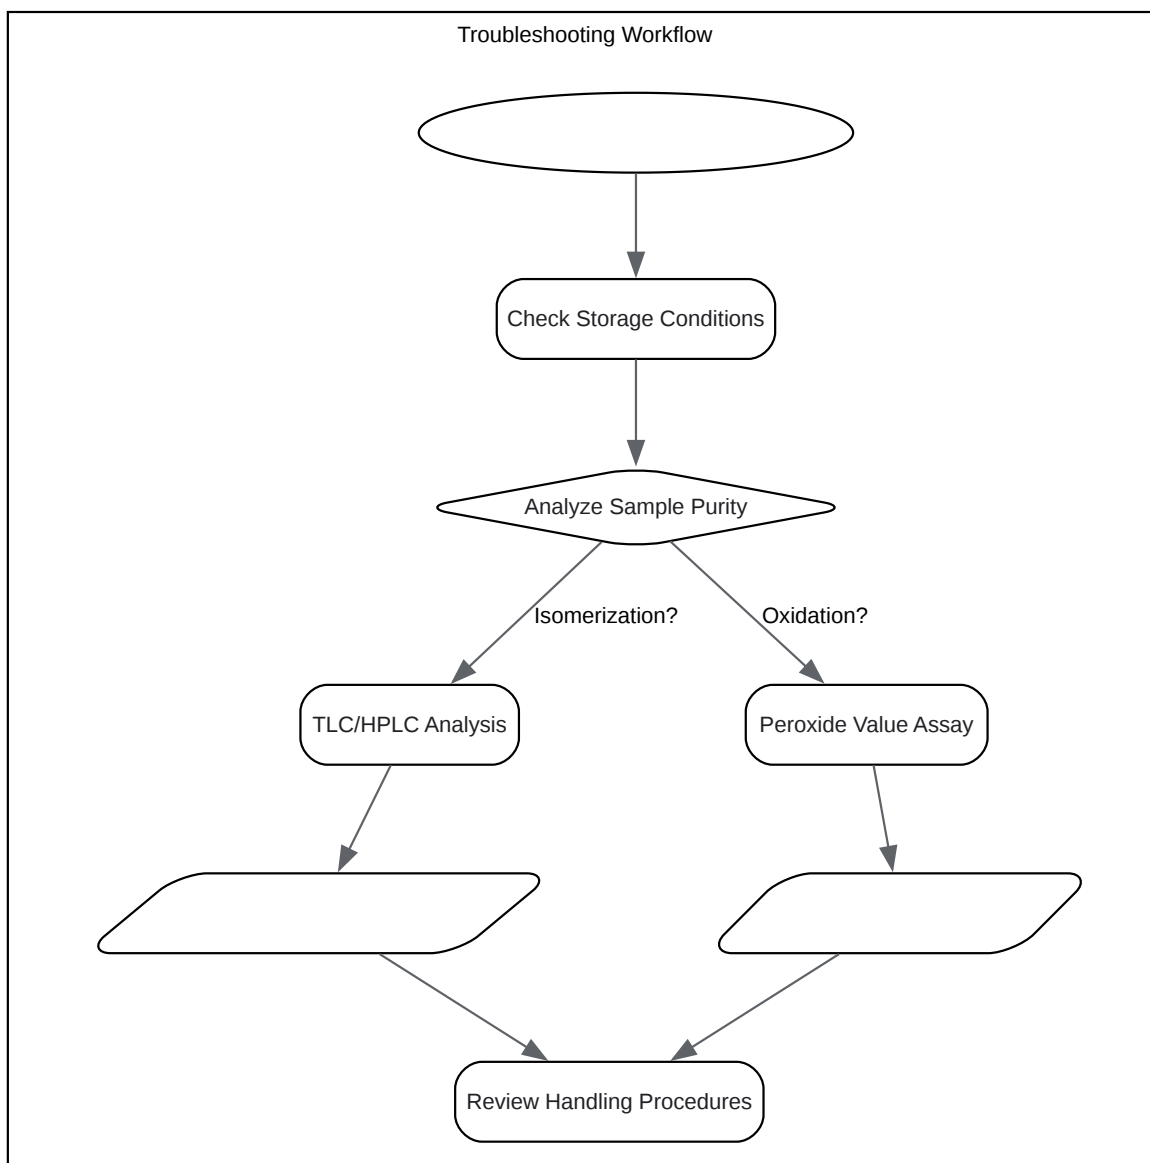 Troubleshooting Workflow
Check Storage Conditions
Analyze Sample Purity
Isomerization?
Oxidation?
TLC/HPLC Analysis
Peroxide Value Assay
Review Handling Procedures